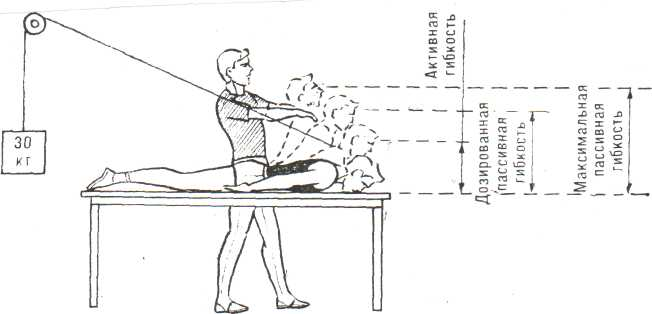 30
кг
Активная
гибкость
Дозированная
пассивная
гибкость
Максимальная
пассивная
гибкость